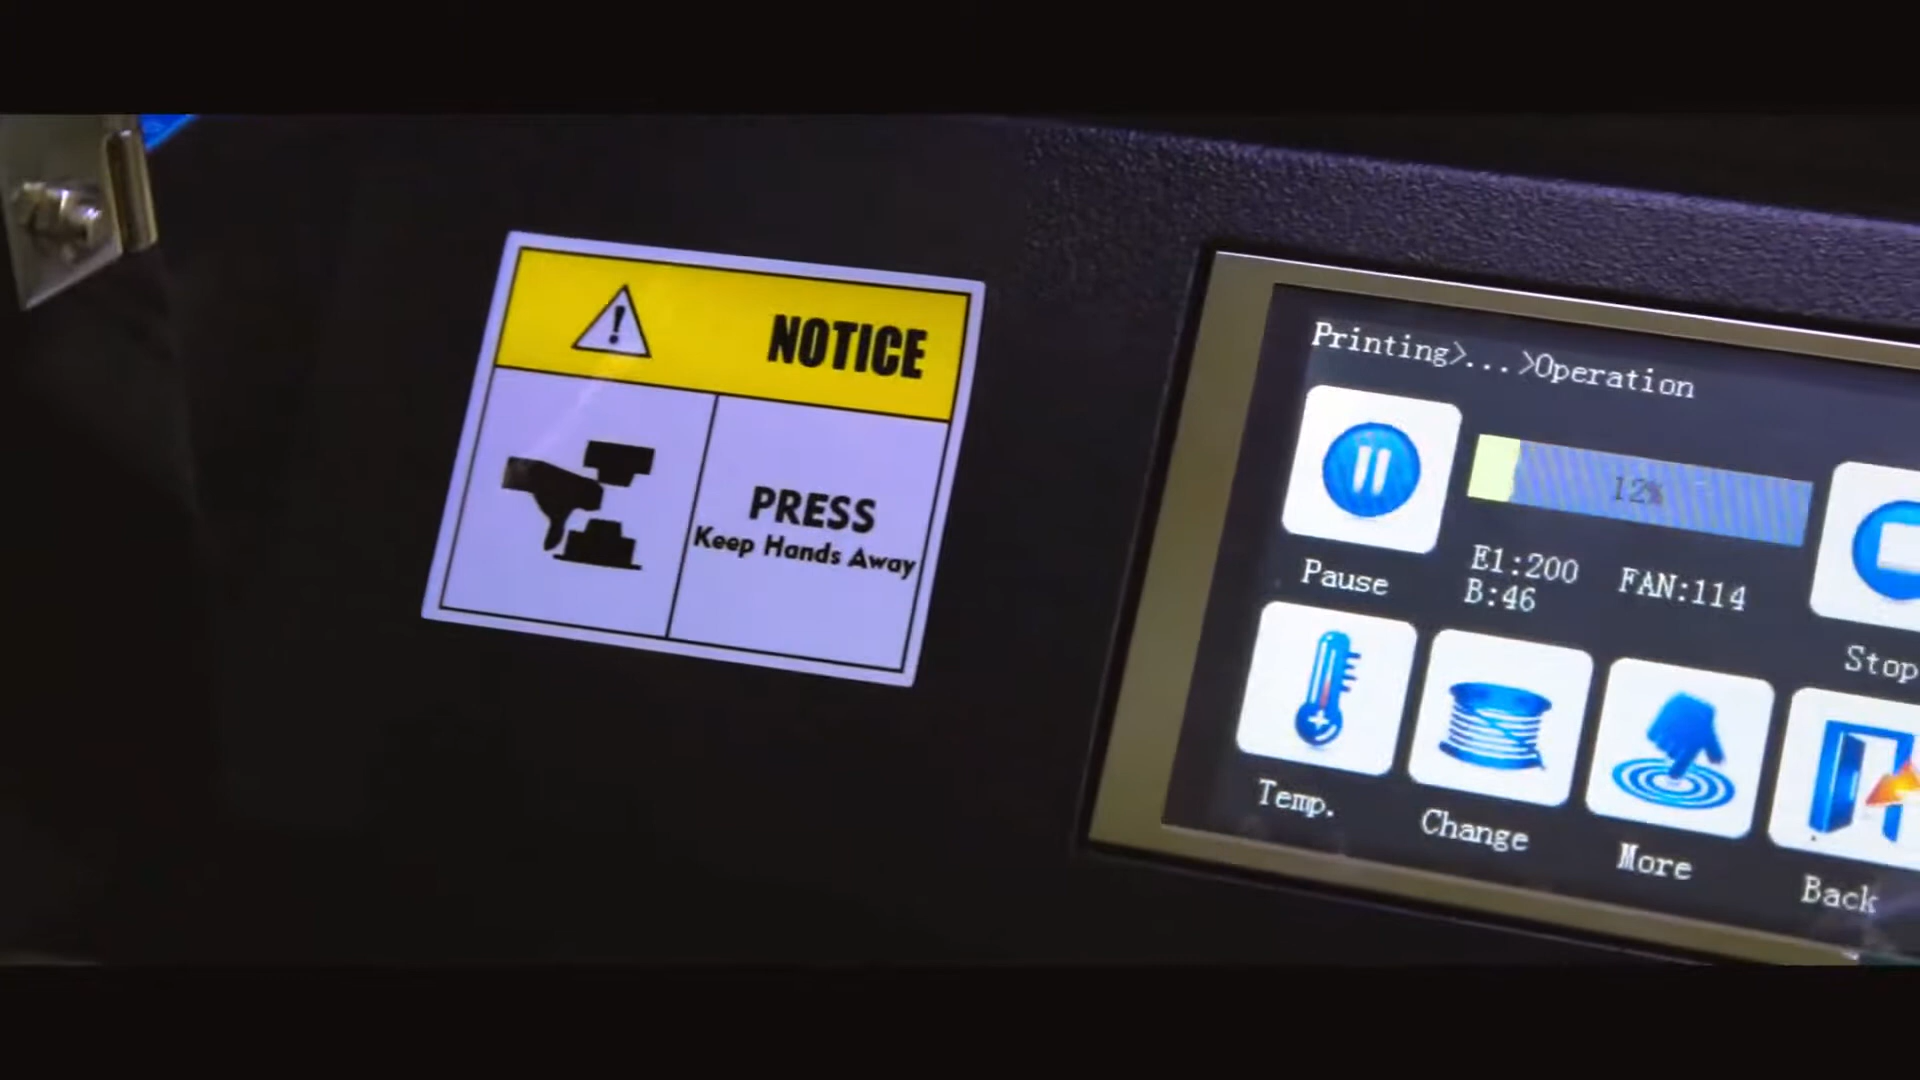 NOTICE
PRESS
Keep Hands Away
Printing>...>Operation
12%
E1:200 FAN:114
B:46
Pause
Stop
Temp.
Change
More
Back